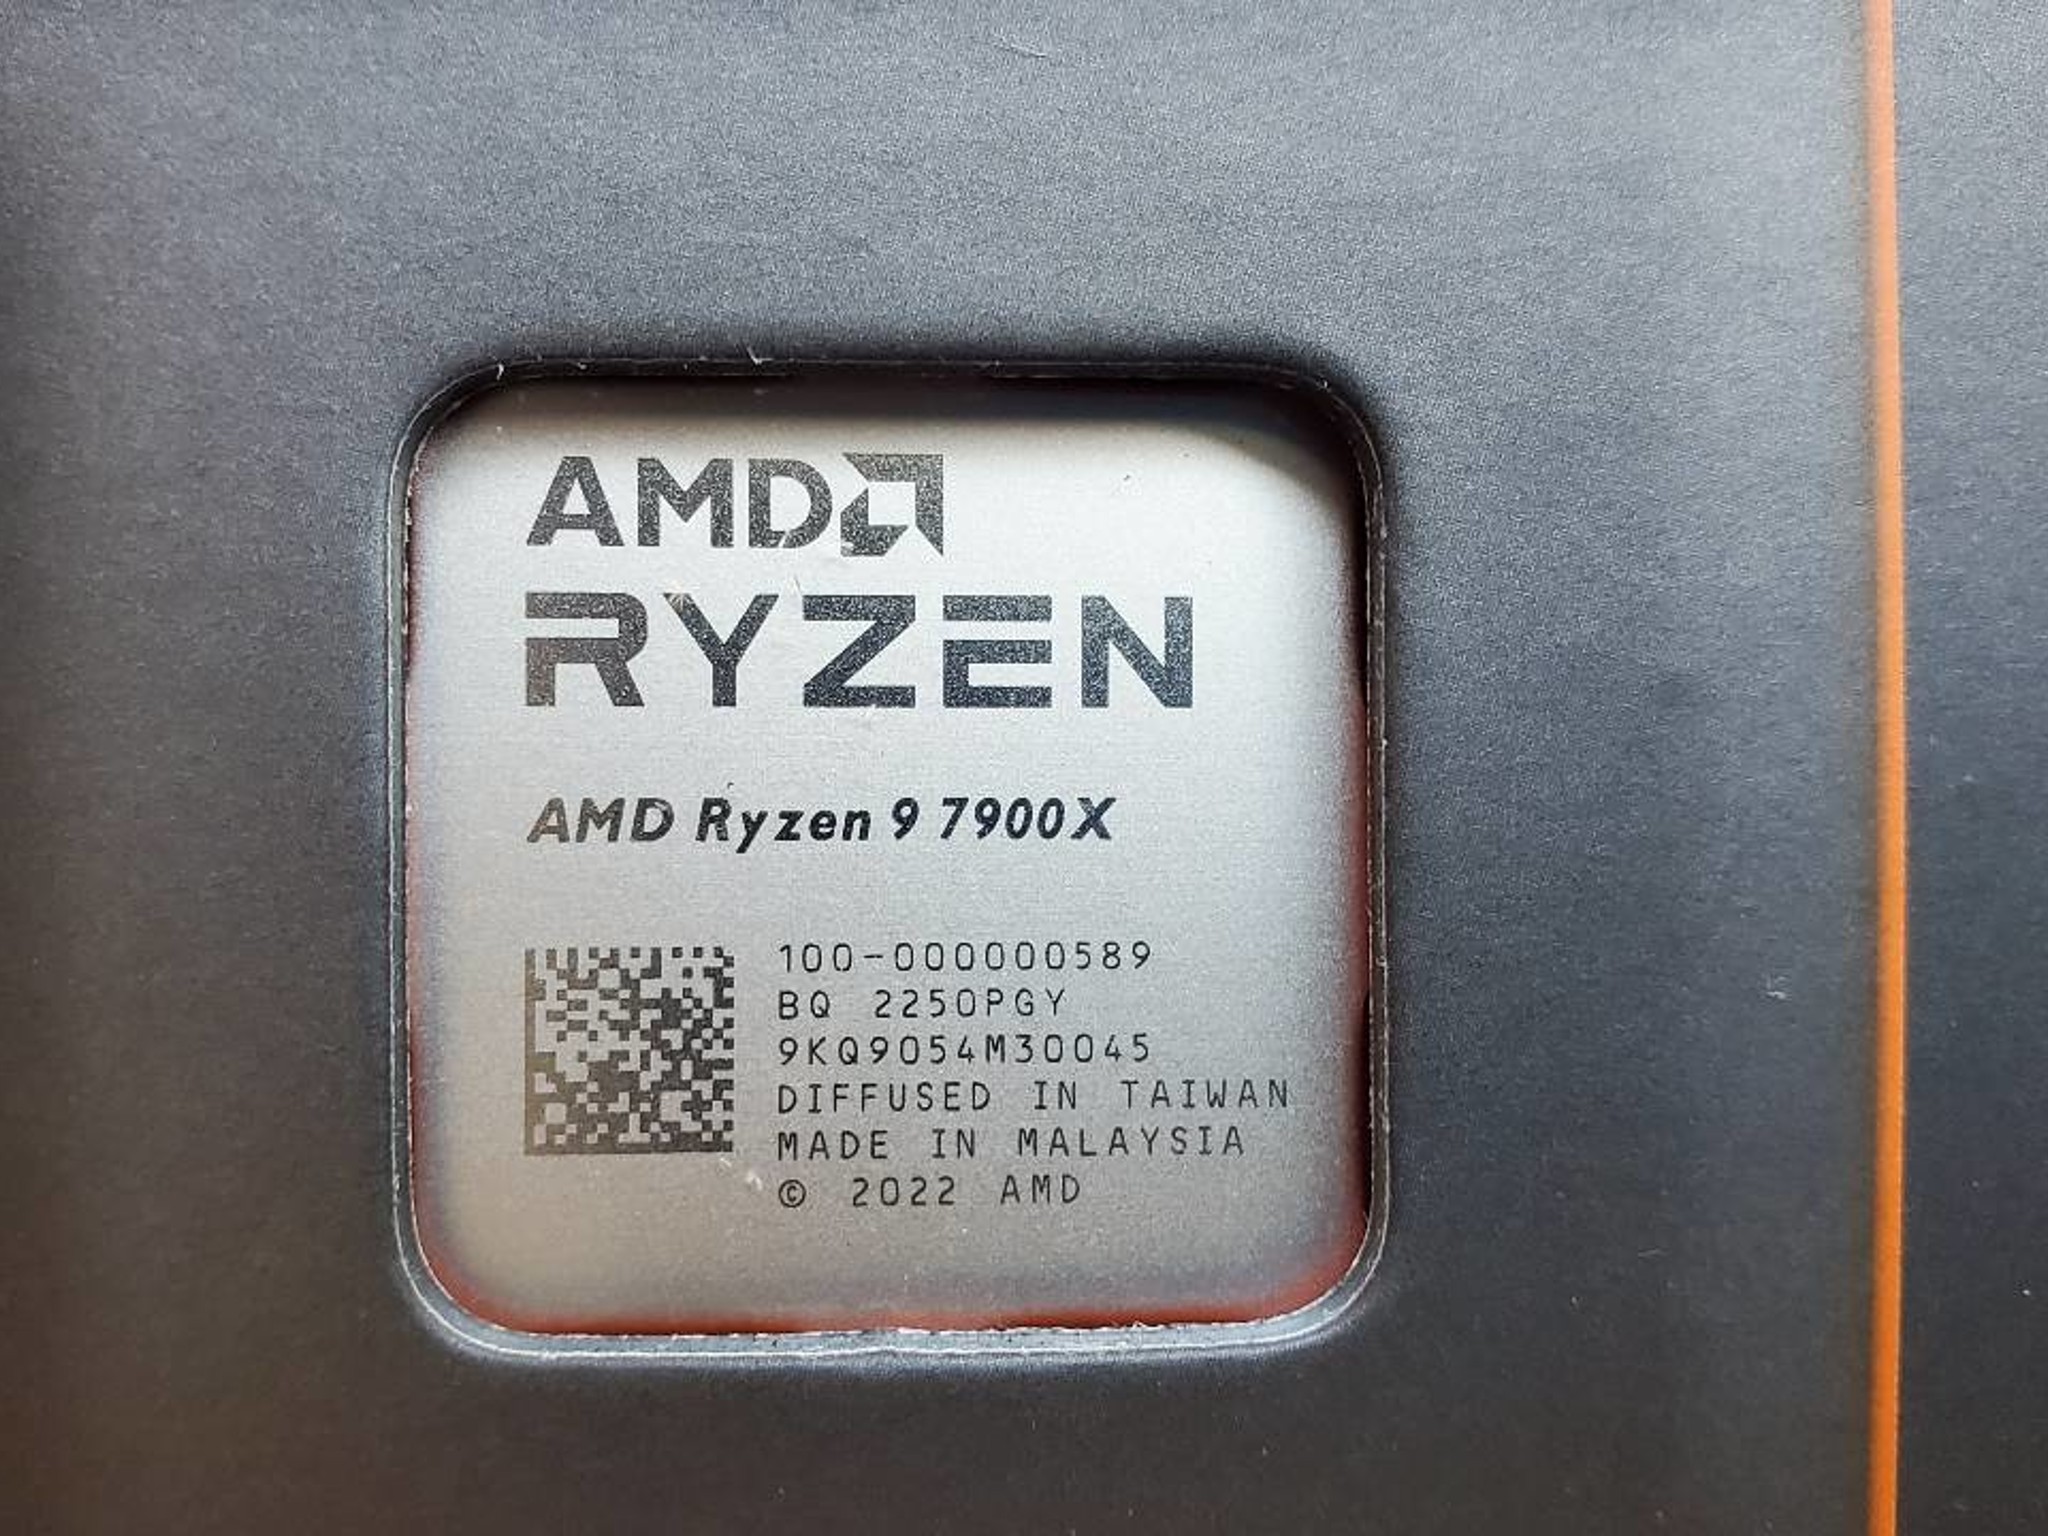 AMD
RYZEN
AMD Ryzen 9 7900X
100-000000589
BQ 2250PGY
9KQ9054M30045
DIFFUSED IN TAIWAN
MADE IN MALAYSIA
© 2022 AMD